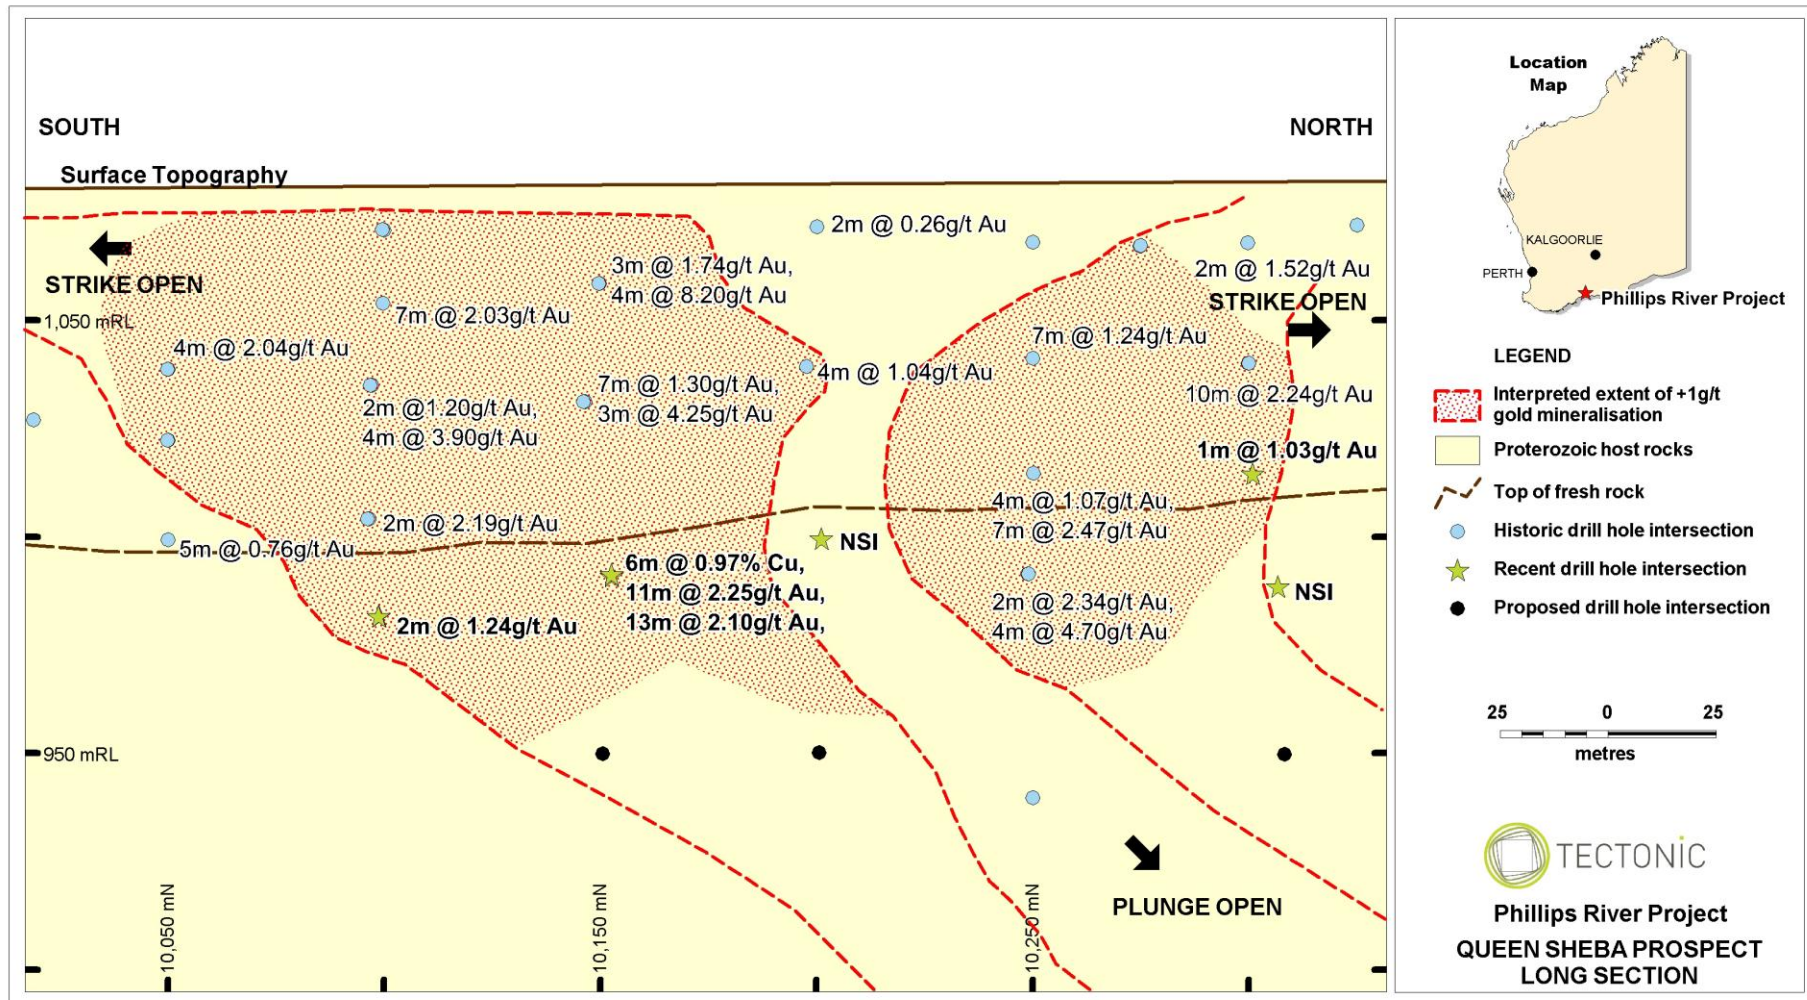 SOUTH
NORTH
Surface Topography
2m @ 0.26g/t Au
3m @ 1.74g/t Au,
4m @ 8.20g/t Au
2m @ 1.52g/t Au
STRIKE OPEN
STRIKE OPEN
7m @ 2.03g/t Au
1,050 mRL
7m @ 1.24g/t Au
4m @ 2.04g/t Au
4m @ 1.04g/t Au
7m @ 1.30g/t Au,
3m @ 4.25g/t Au
10m @ 2.24g/t Au
2m @1.20g/t Au,
4m @ 3.90g/t Au
1m @ 1.03g/t Au
4m @ 1.07g/t Au,
7m @ 2.47g/t Au
2m @ 2.19g/t Au
5m @ 0.76g/t Au
NSI
6m @ 0.97% Cu,
11m @ 2.25g/t Au,
13m @ 2.10g/t Au,
2m @ 1.24g/t Au
2m @ 2.34g/t Au,
4m @ 4.70g/t Au
NSI
950 mRL
PLUNGE OPEN
10,050 mN
10,150 mN
10,250 mN
Location
Map
KALGOORLIE
PERTH
Phillips River Project
LEGEND
Interpreted extent of +1g/t
gold mineralisation
Proterozoic host rocks
Top of fresh rock
Historic drill hole intersection
Recent drill hole intersection
Proposed drill hole intersection
25 0 25
metres
TECTONIC
Phillips River Project
QUEEN SHEBA PROSPECT
LONG SECTION